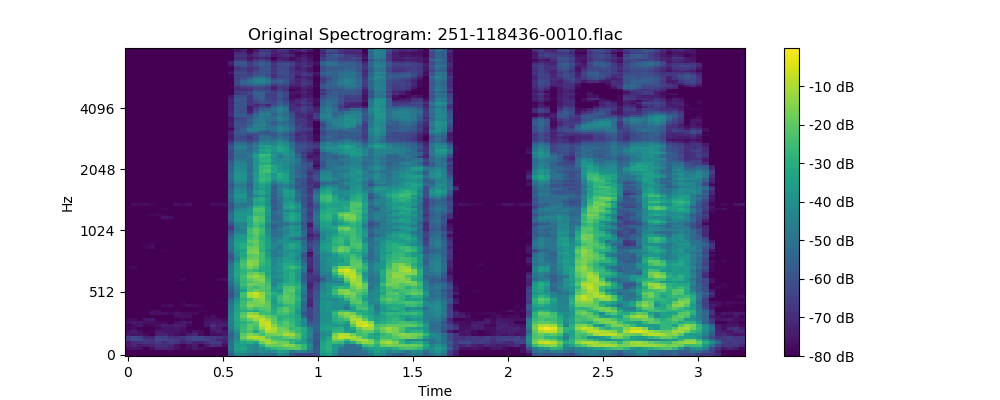 Original Spectrogram: 251-118436-0010.flac
Hz
4096
2048
1024
512
0
0
0.5
1
1.5
2
2.5
3
Time
-10 dB
-20 dB
-30 dB
-40 dB
-50 dB
-60 dB
-70 dB
-80 dB